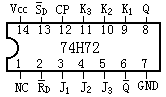 Vcc S̅D CP K3 K2 K1 Q
14 13 12 11 10 9 8
74H72
1 2 3 4 5 6 7
NC R̅D J1 J2 J3 Q̅ GND